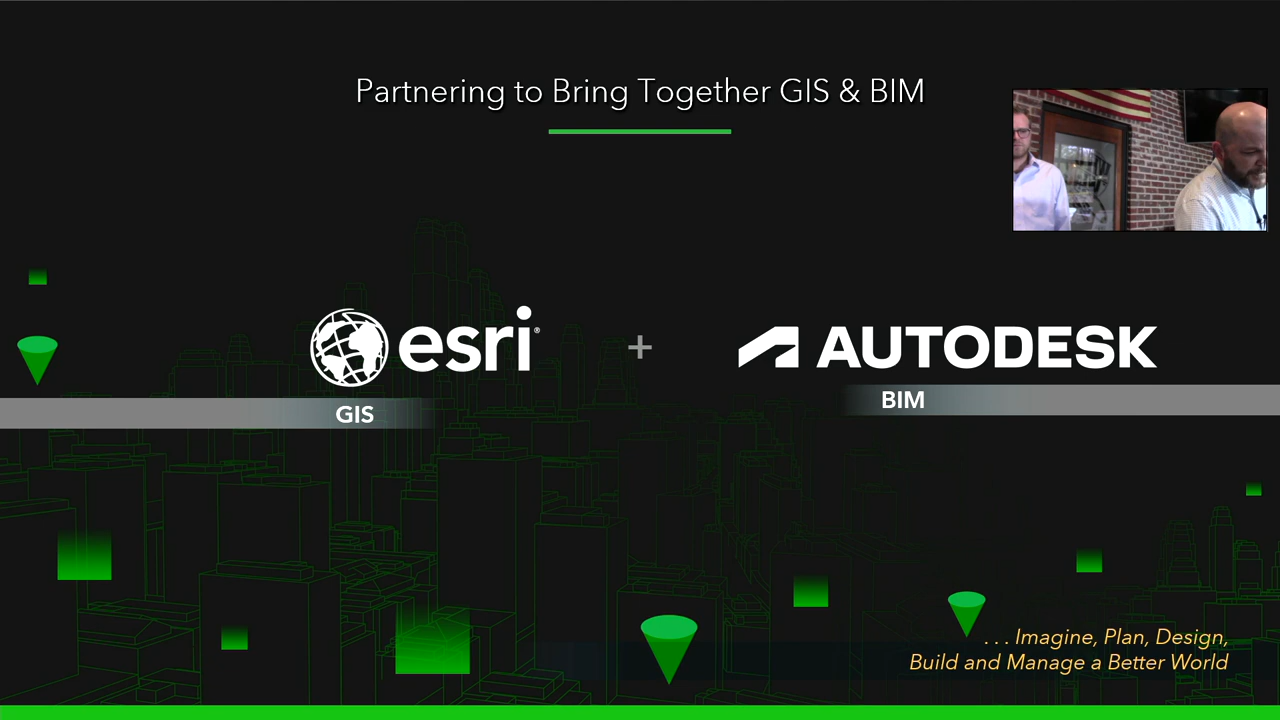 Partnering to Bring Together GIS & BIM
esri®
+
AUTODESK
GIS
BIM
. . . Imagine, Plan, Design,
Build and Manage a Better World